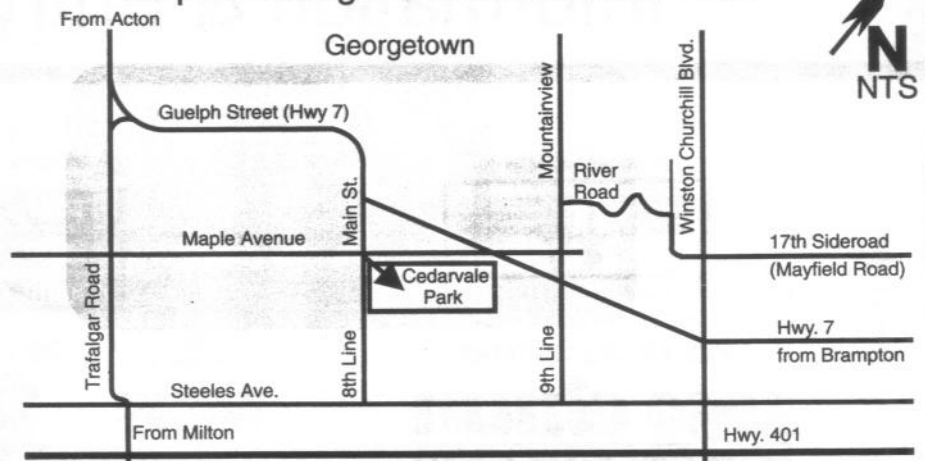 From Acton
Georgetown
N
NTS
Guelph Street (Hwy 7)
Mountainview
Winston Churchill Blvd.
River
Road
Main St.
Maple Avenue
17th Sideroad
(Mayfield Road)
Cedarvale
Park
Trafalgar Road
8th Line
9th Line
Hwy. 7
from Brampton
Steeles Ave.
From Milton
Hwy. 401